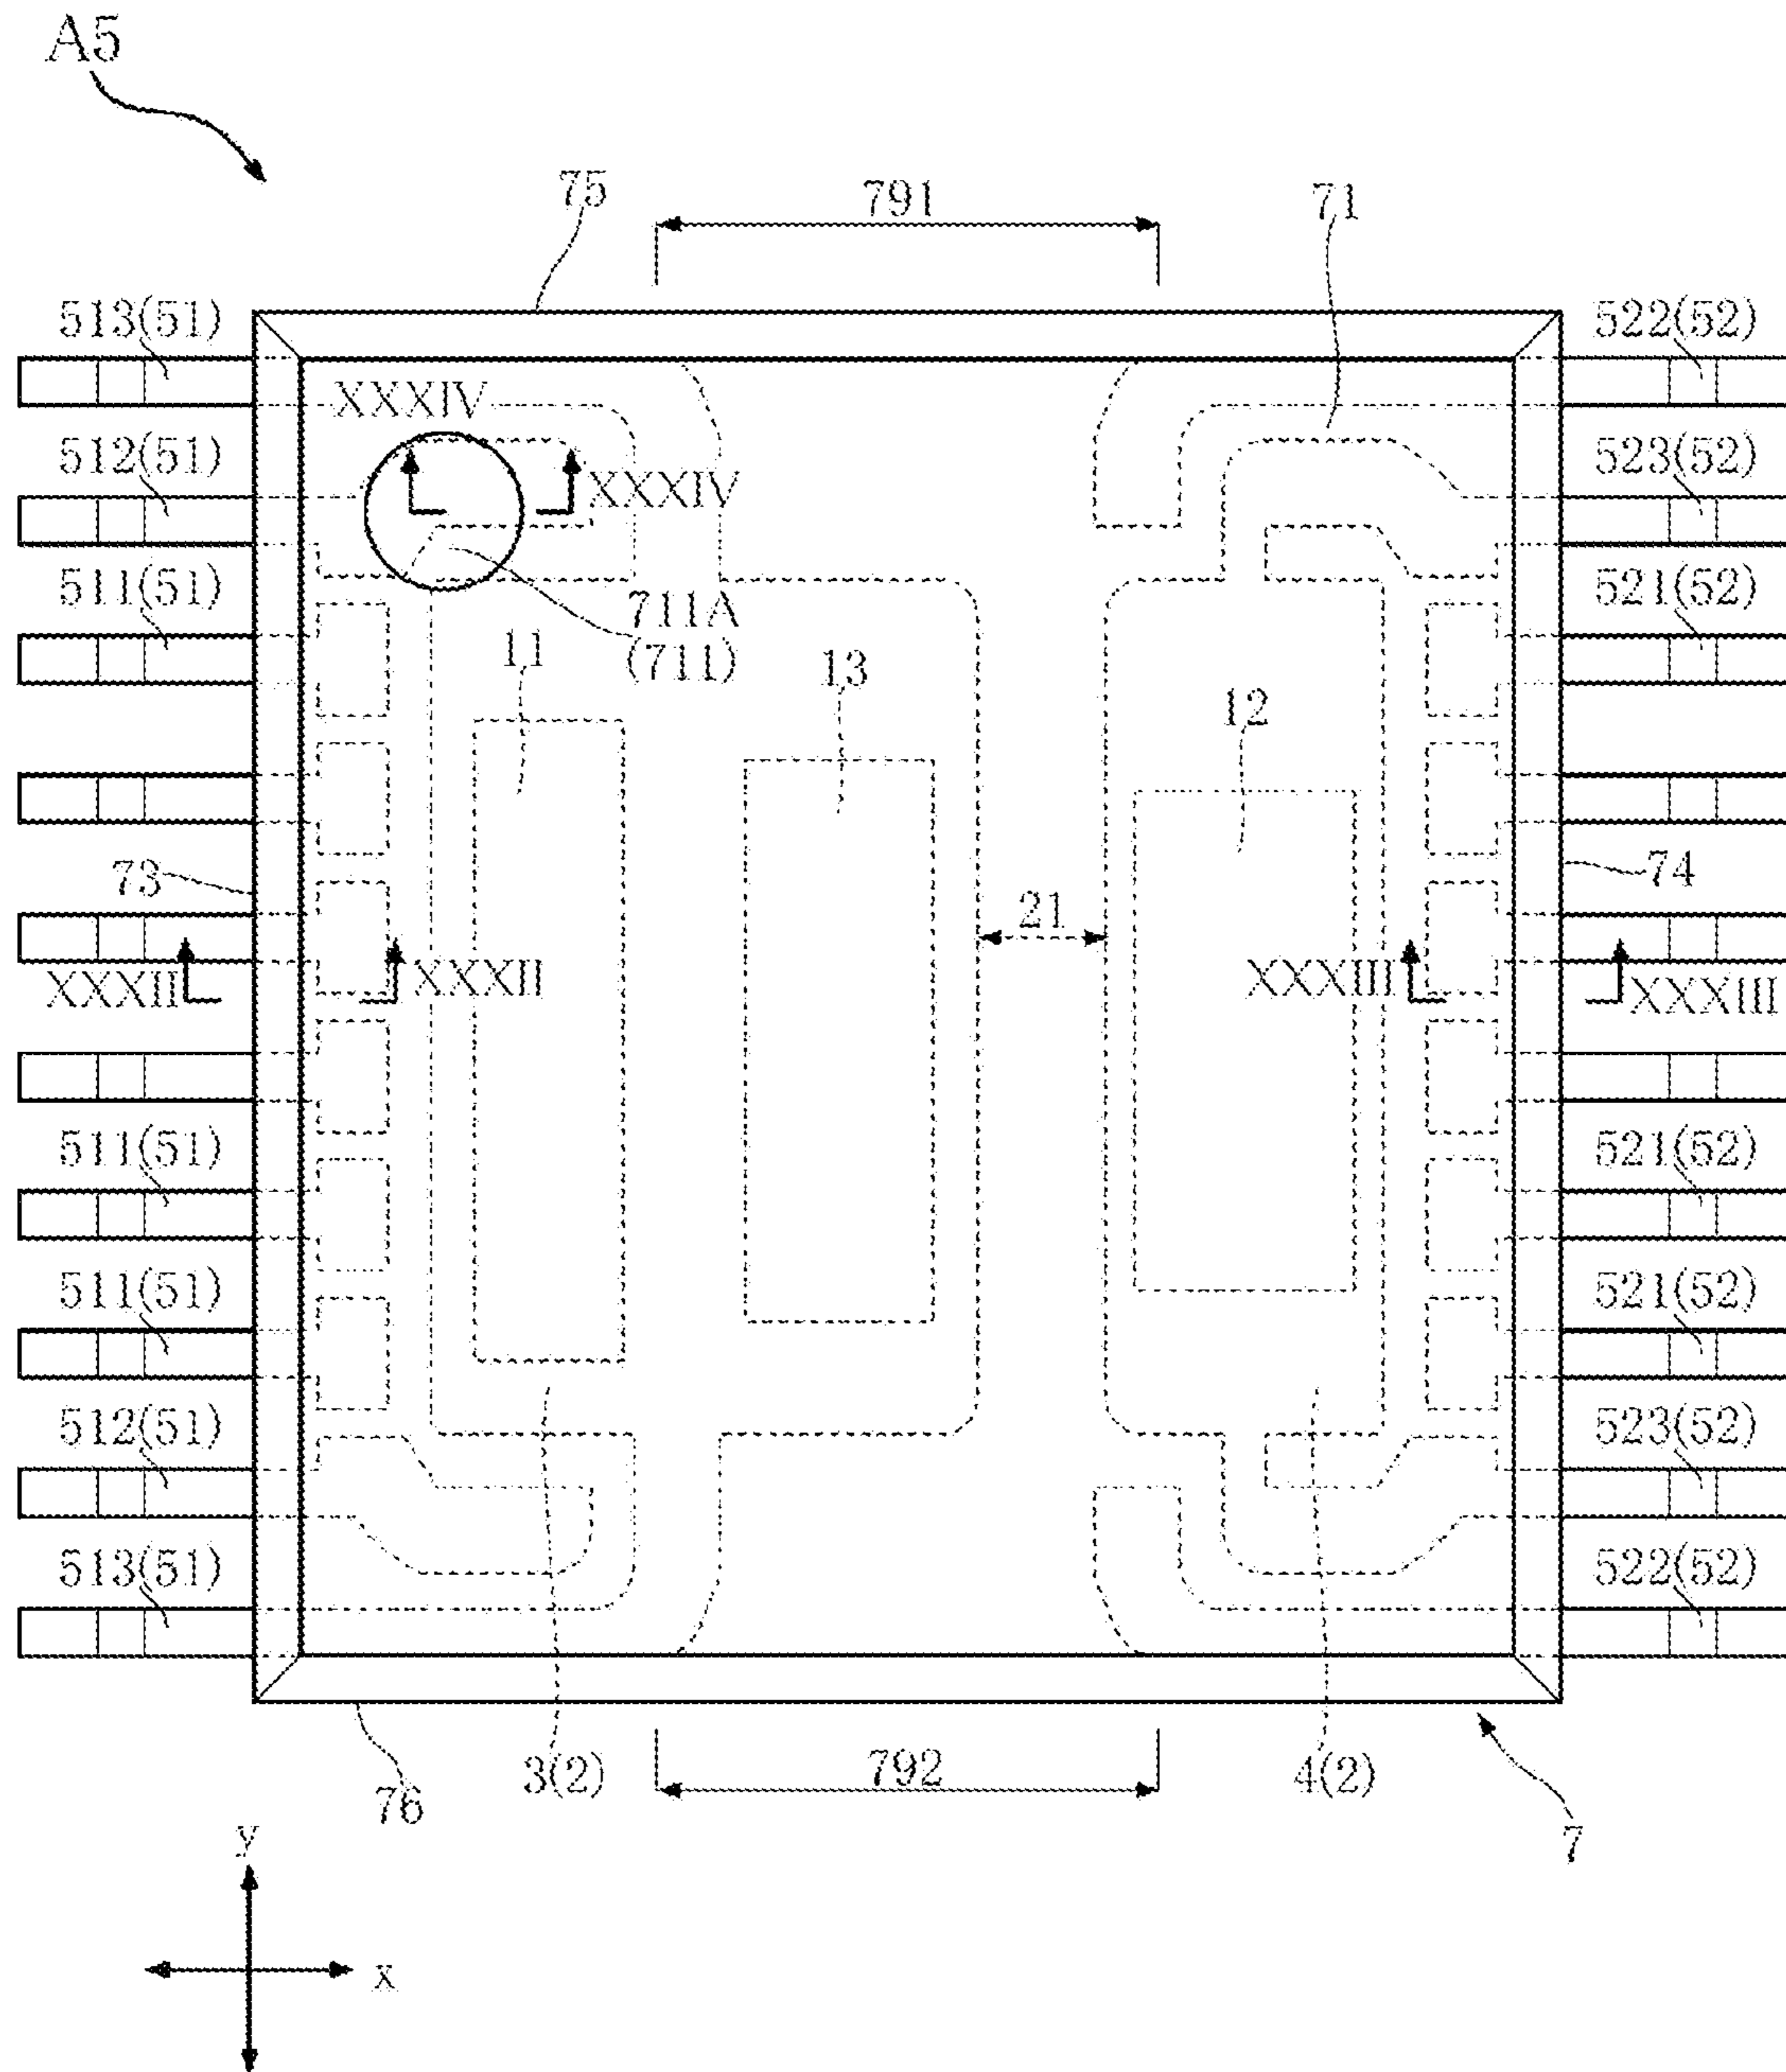 A5
75
791
71
513(51)
522(52)
XXXIV
512(51)
XXXIV
523(52)
511(51)
711A
(711)
521(52)
11
13
12
73
74
21
XXXII
XXXII
XXXIII
XXXIII
511(51)
521(52)
511(51)
521(52)
512(51)
523(52)
513(51)
522(52)
3(2)
792
4(2)
76
7
y
x